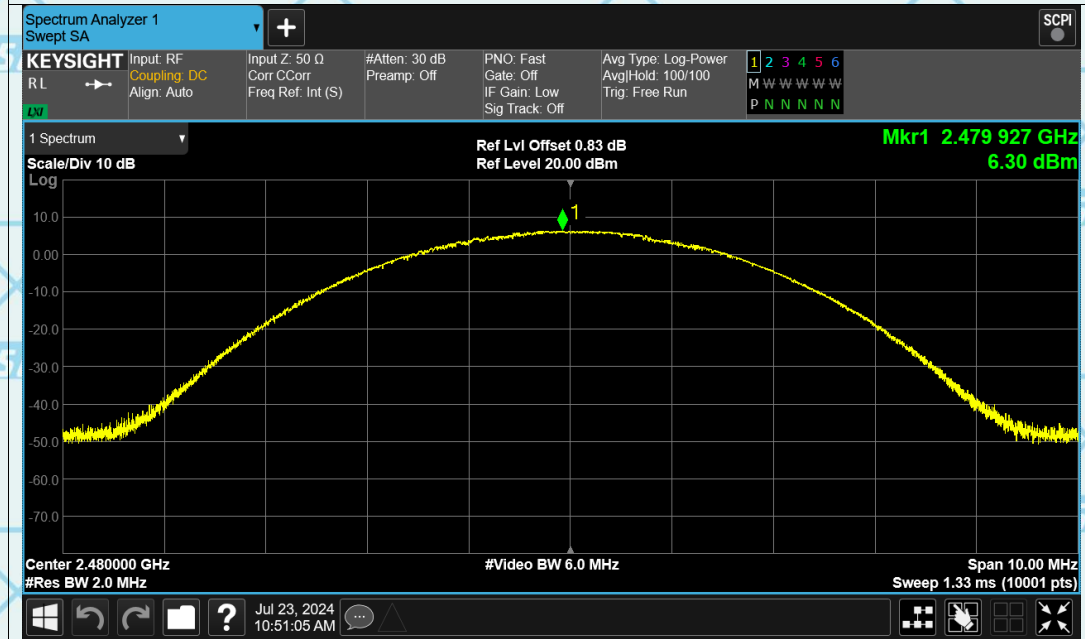 Spectrum Analyzer 1
Swept SA
+
SCPI
KEYSIGHT
RL
LXI
Input: RF
Coupling: DC
Align: Auto
Input Z: 50 Ω
Corr CCorr
Freq Ref: Int (S)
#Atten: 30 dB
Preamp: Off
PNO: Fast
Gate: Off
IF Gain: Low
Sig Track: Off
Avg Type: Log-Power
Avg|Hold: 100/100
Trig: Free Run
1 2 3 4 5 6
M W W W W W
P N N N N N
1 Spectrum
Scale/Div 10 dB
Log
Ref Lvl Offset 0.83 dB
Ref Level 20.00 dBm
Mkr1 2.479 927 GHz
6.30 dBm
1
10.0
0.00
-10.0
-20.0
-30.0
-40.0
-50.0
-60.0
-70.0
Center 2.480000 GHz
#Video BW 6.0 MHz
Span 10.00 MHz
#Res BW 2.0 MHz
Sweep 1.33 ms (10001 pts)
?
Jul 23, 2024
10:51:05 AM